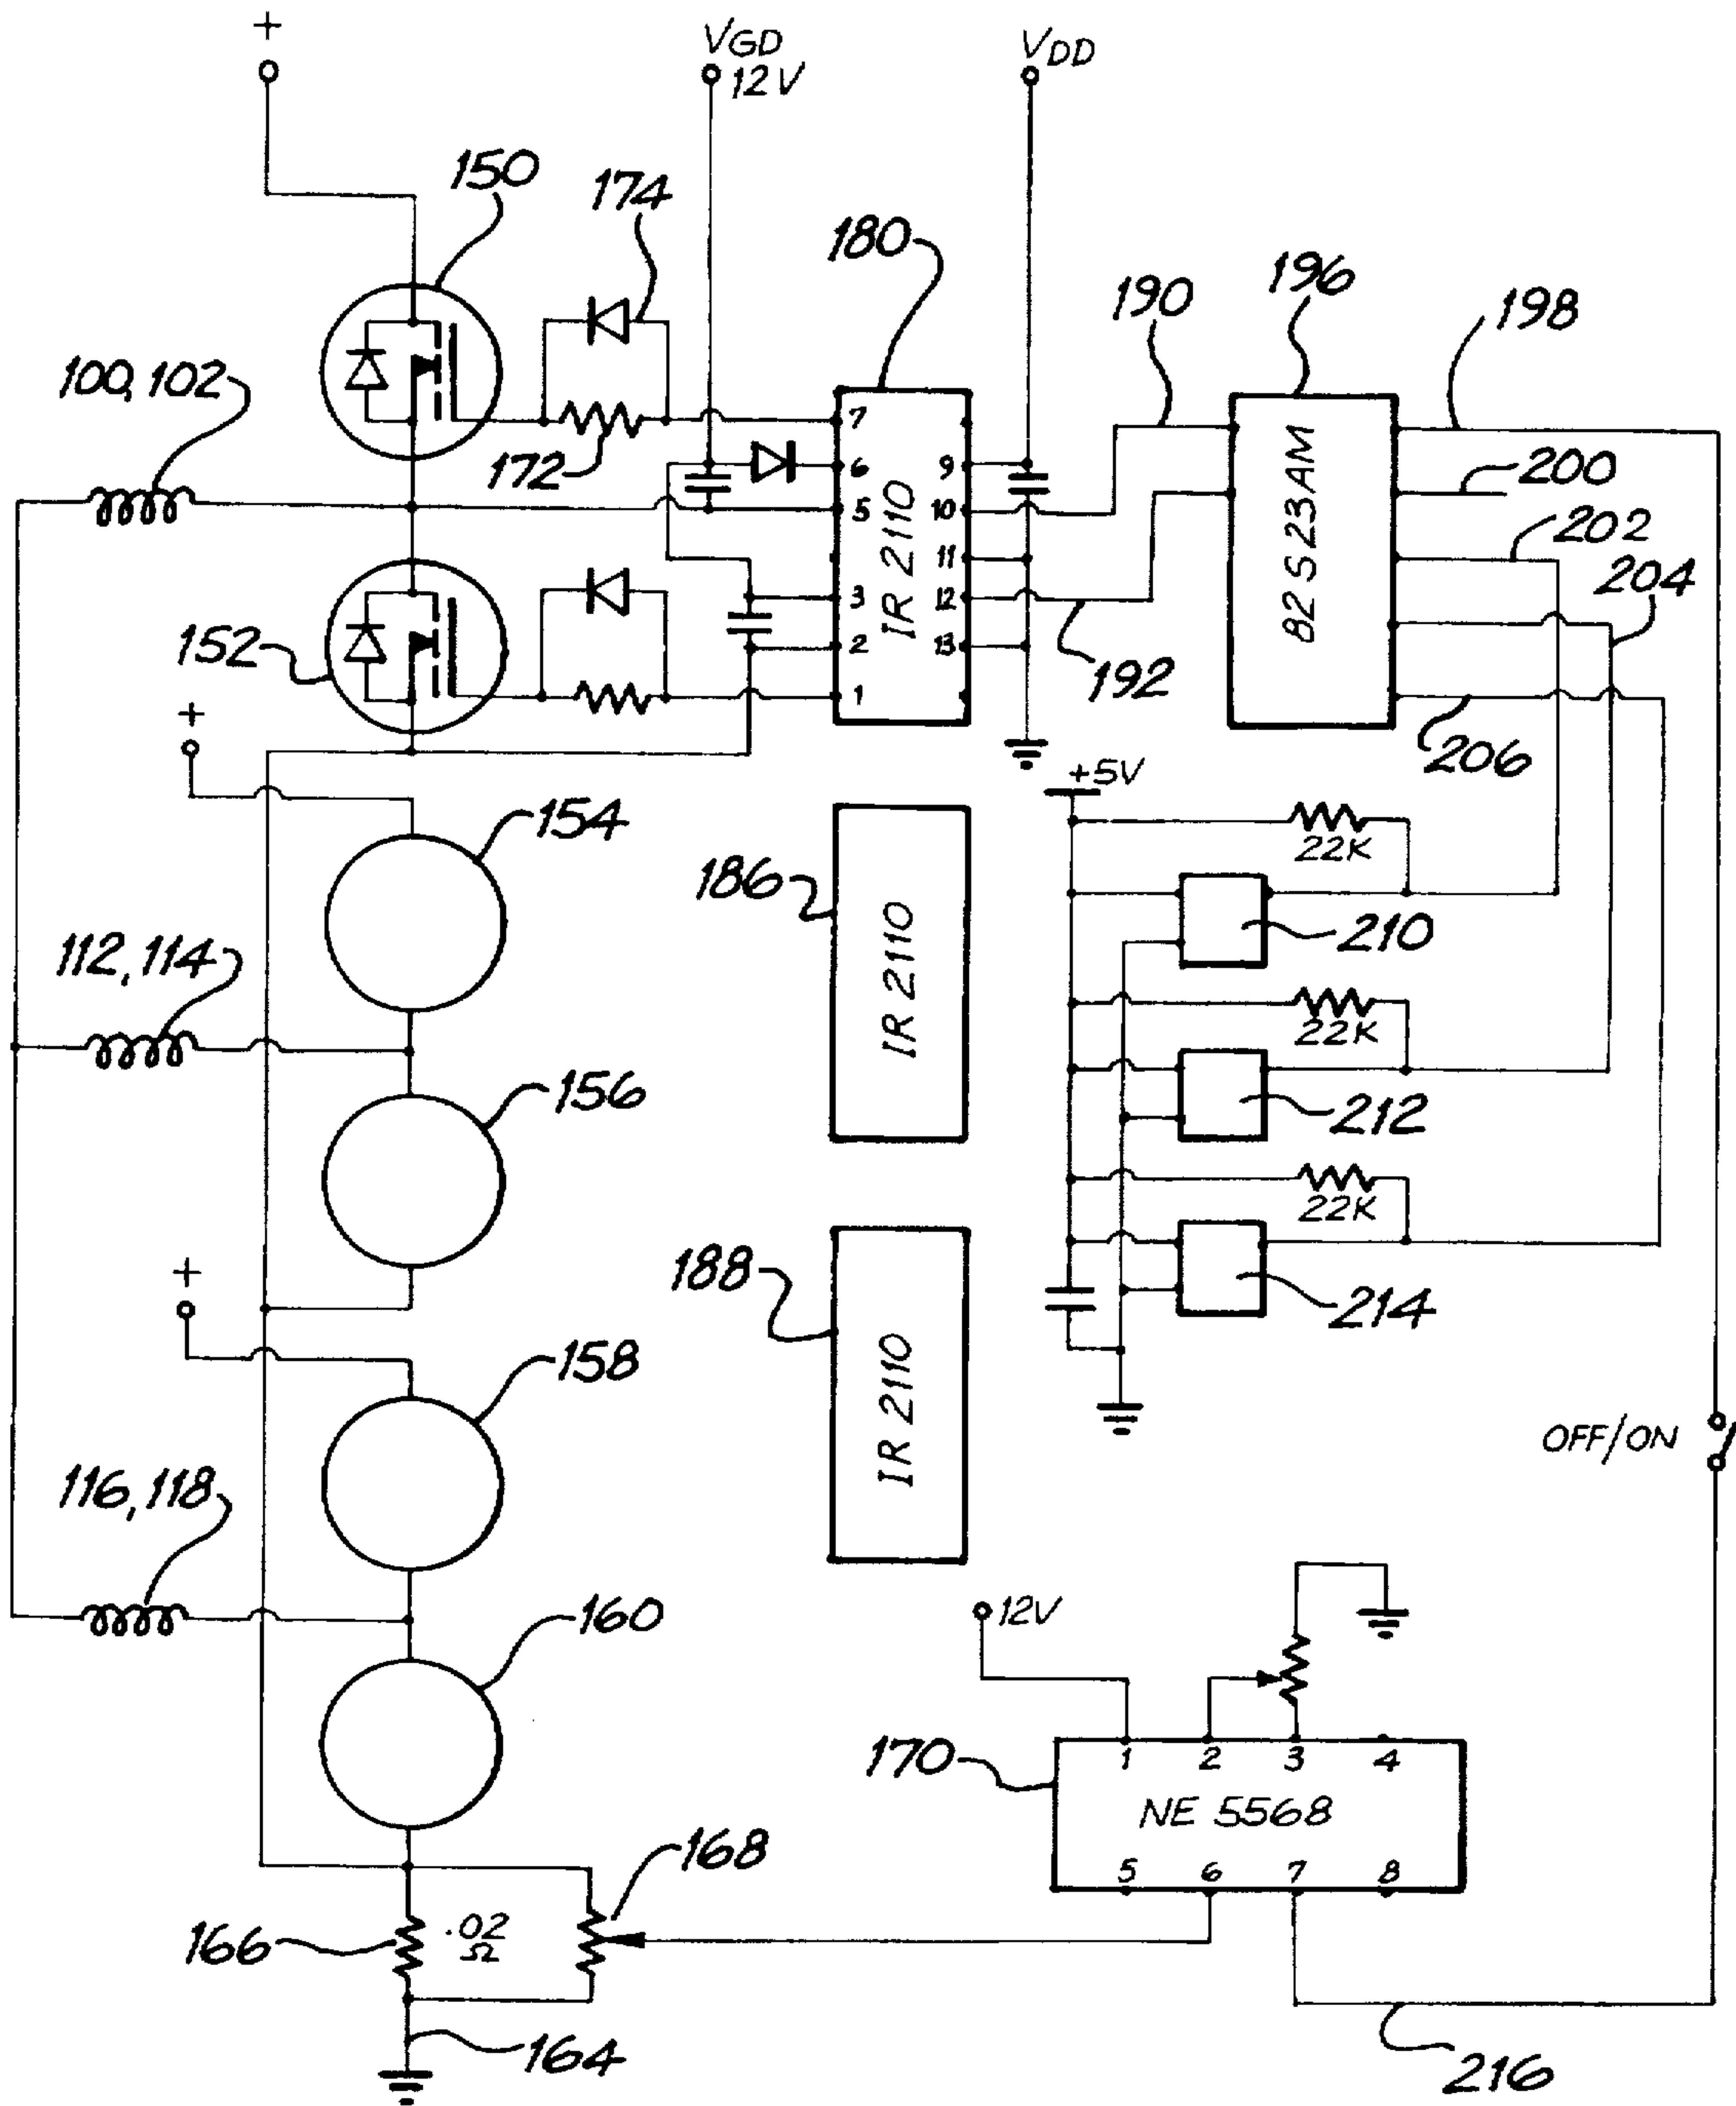 +
VGD
12V
VDD
150
174
180
190
196
198
100, 102
172
7
6
5
3
2
1
IR 2110
9
10
11
12
13
82S23AM
200
202
204
152
192
206
+
+5V
154
22K
186
IR 2110
210
112, 114
22K
156
212
22K
+
188
IR 2110
214
158
OFF/ON
116, 118
160
12V
170
1 2 3 4
NE 5568
5 6 7 8
168
166
.02
Ω
164
216